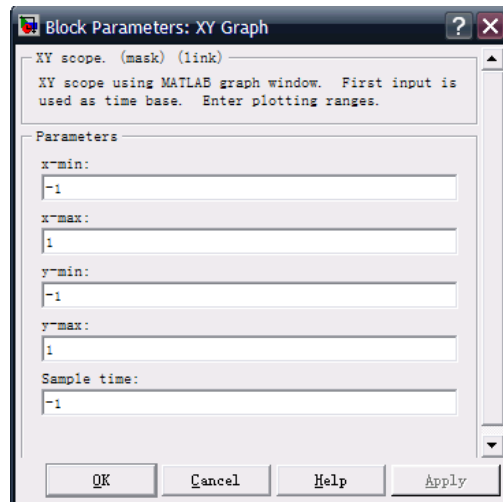 Block Parameters: XY Graph
XY scope. (mask) (link)
XY scope using MATLAB graph window. First input is
used as time base. Enter plotting ranges.
Parameters
x-min:
-1
x-max:
1
y-min:
-1
y-max:
1
Sample time:
-1
OK Cancel Help Apply